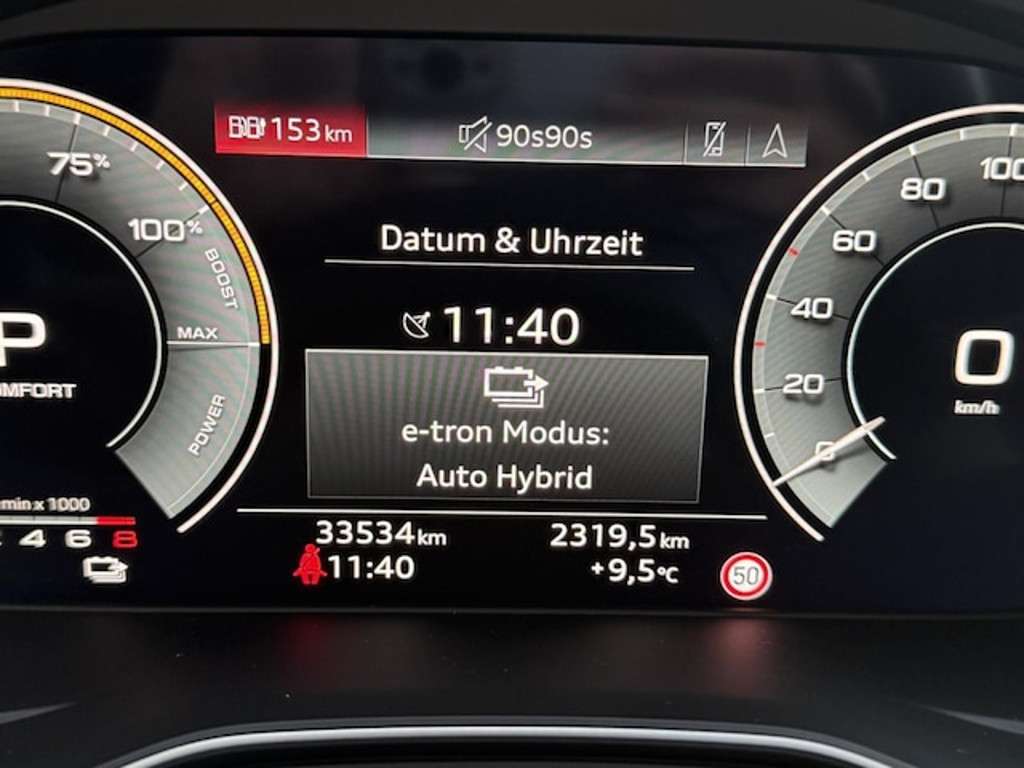 153 km
90s90s
Datum & Uhrzeit
11:40
e-tron Modus:
Auto Hybrid
33534 km
2319,5 km
11:40
+9,5°C
50
75%
100%
BOOST
MAX
POWER
P
min x 1000
4 6 8
100
80
60
40
20
0
0
km/h